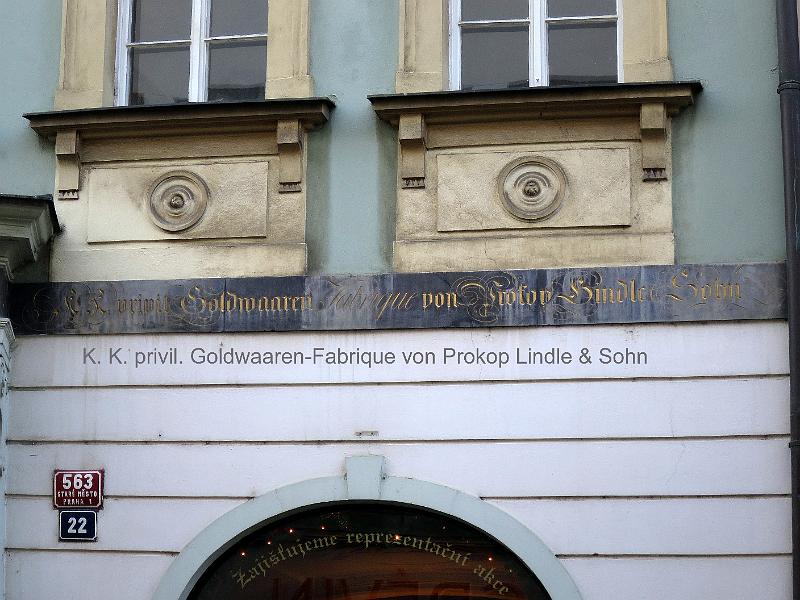 K. K. privil. Goldwaaren Fabrique von Prokop Lindle & Sohn
K. K. privil. Goldwaaren-Fabrique von Prokop Lindle & Sohn
563
STARÉ MĚSTO
PRAHA 1
22
Zajišťujeme reprezentační akce